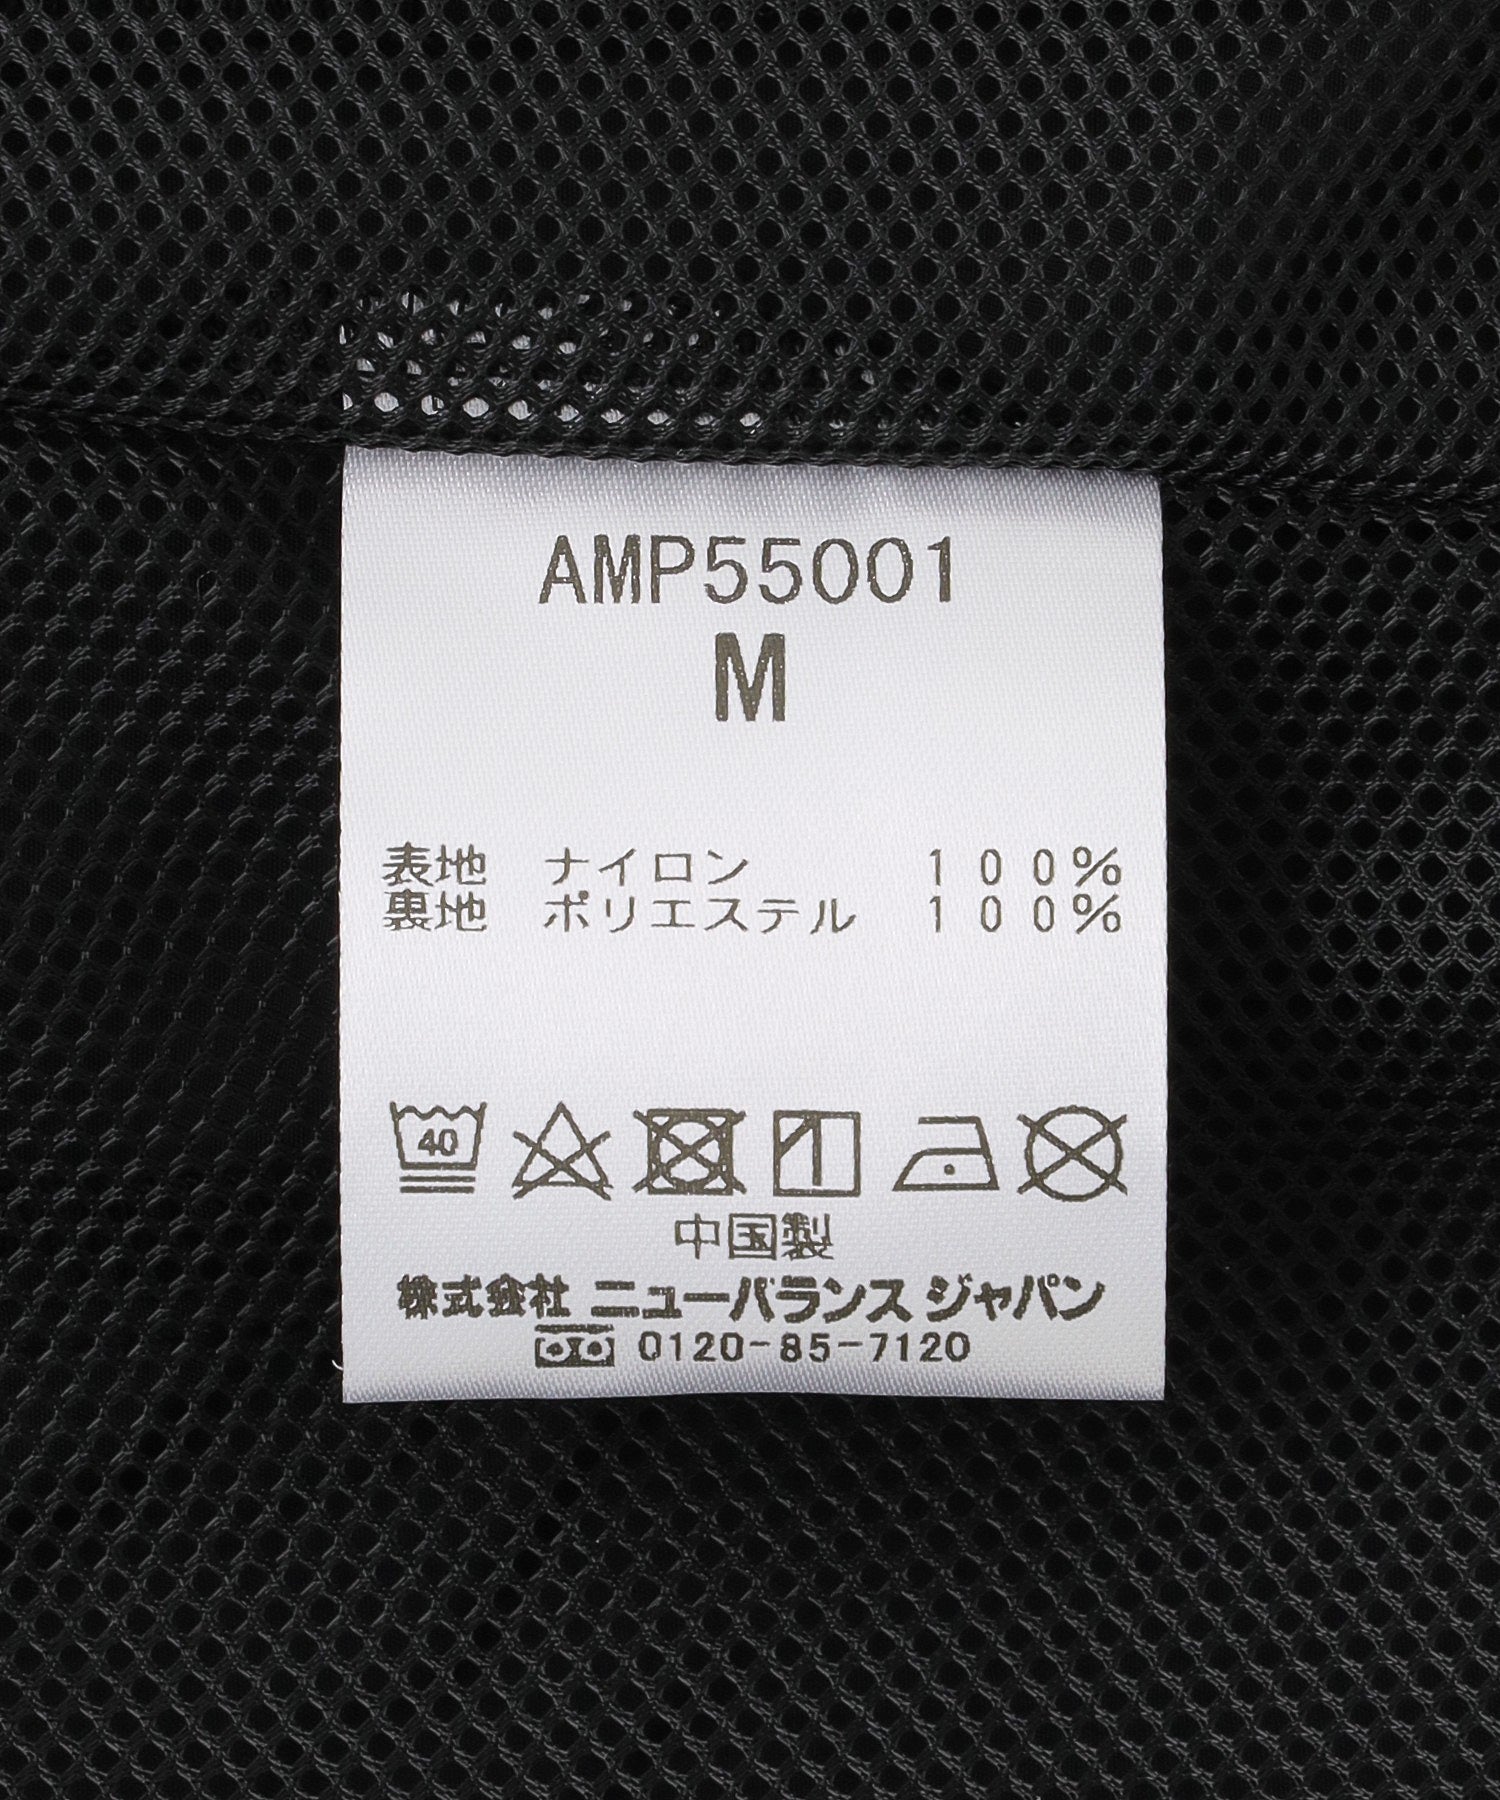 AMP55001
M
表地 ナイロン 100%
裏地 ポリエステル 100%
40
中国製
株式会社 ニューバランス ジャパン
0120-85-7120